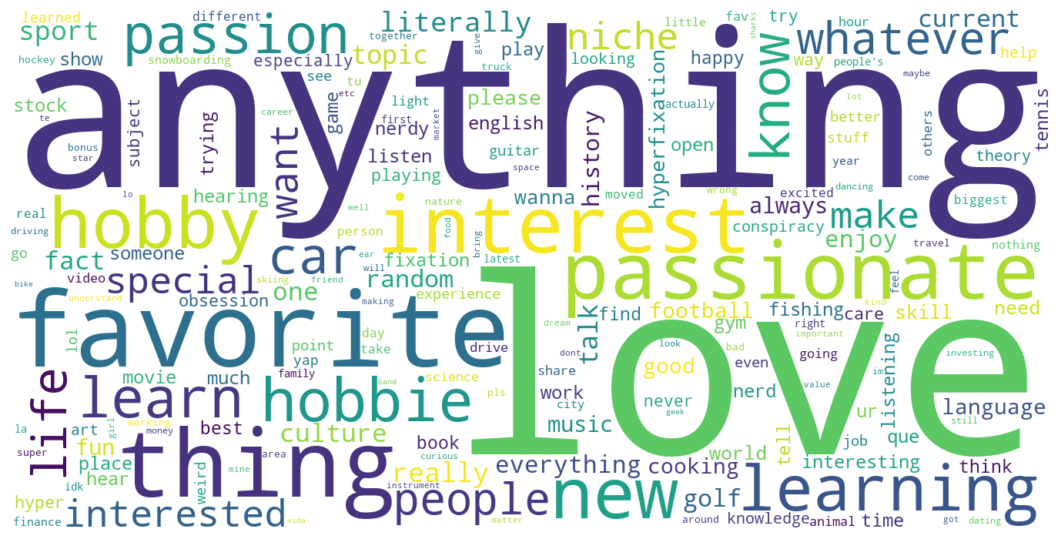 learned
sport
different
passion
literally
niche
looking
fav
little
try
hour
whatever
current
help
hockey
snowboarding
show
especially
together
topic
see
play
truck
give
happy
know
sharks
way
people's
maybe
anything
stock
te
bonus
star
subject
trying
career
etc
want
tu
game
light
first
nerdy
listen
playing
market
please
english
guitar
space
history
hyperfixation
actually
open
wrong
lot
better
stuff
year
dancing
others
come
theory
tennis
biggest
lo
real
driving
go
hobby
hearing
well
person
nature
food
bring
wanna
interest
moved
excited
always
conspiracy
make
enjoy
travel
nothing
fact
someone
car
ear
fixation
will
latest
passionate
feel
bike
video
special
skiing
friend
random
understand
obsession
one
making
experience
find
football
fishing
care
kind
skill
need
favorite
lol
day
take
point
yap
drive
dream
talk
gym
right
important
love
movie
family
much
science
dont
share
look
good
bad
even
going
investing
life
learn
hobbie
band
pls
work
city
never
geek
nerd
value
im
listening
language
still
la
super
art
girl
working
money
best
culture
book
music
ur
job
que
fun
place
hear
idk
weird
area
mine
thing
curious
really
everything
cooking
world
tell
interesting
think
hyper
finance
interested
vida
instrument
people
matter
new
golf
around
knowledge
animal
time
learning
got
dating